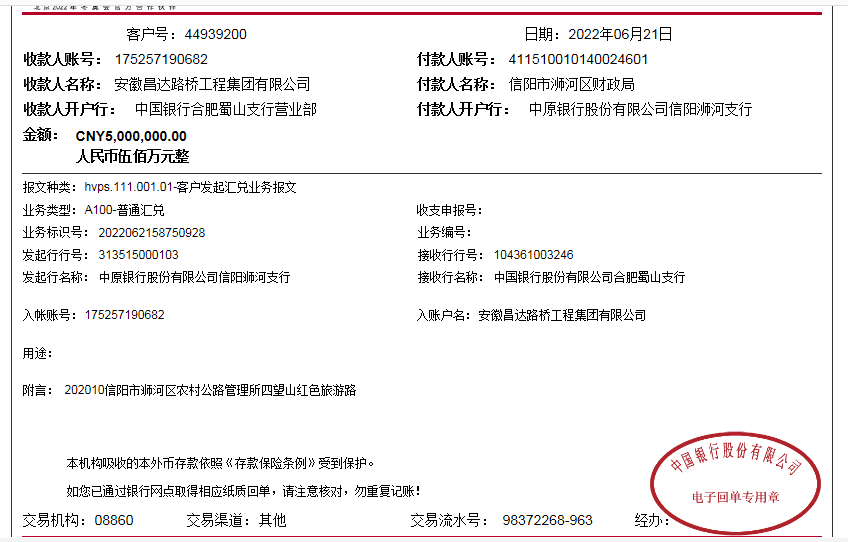 北京2022年冬奥会官方合作伙伴
客户号：44939200 日期：2022年06月21日
收款人账号：175257190682 付款人账号：411510010140024601
收款人名称：安徽昌达路桥工程集团有限公司 付款人名称：信阳市浉河区财政局
收款人开户行：中国银行合肥蜀山支行营业部 付款人开户行：中原银行股份有限公司信阳浉河支行
金额：CNY5,000,000.00
人民币伍佰万元整
报文种类：hvps.111.001.01-客户发起汇兑业务报文
业务类型：A100-普通汇兑 收支申报号：
业务标识号：2022062158750928 业务编号：
发起行行号：313515000103 接收行行号：104361003246
发起行名称：中原银行股份有限公司信阳浉河支行 接收行名称：中国银行股份有限公司合肥蜀山支行
入帐账号：175257190682 入账户名：安徽昌达路桥工程集团有限公司
用途：
附言：202010信阳市浉河区农村公路管理所四望山红色旅游路
本机构吸收的本外币存款依照《存款保险条例》受到保护。
如您已通过银行网点取得相应纸质回单，请注意核对，勿重复记账！
中国银行股份有限公司
电子回单专用章
交易机构：08860 交易渠道：其他 交易流水号：98372268-963 经办：